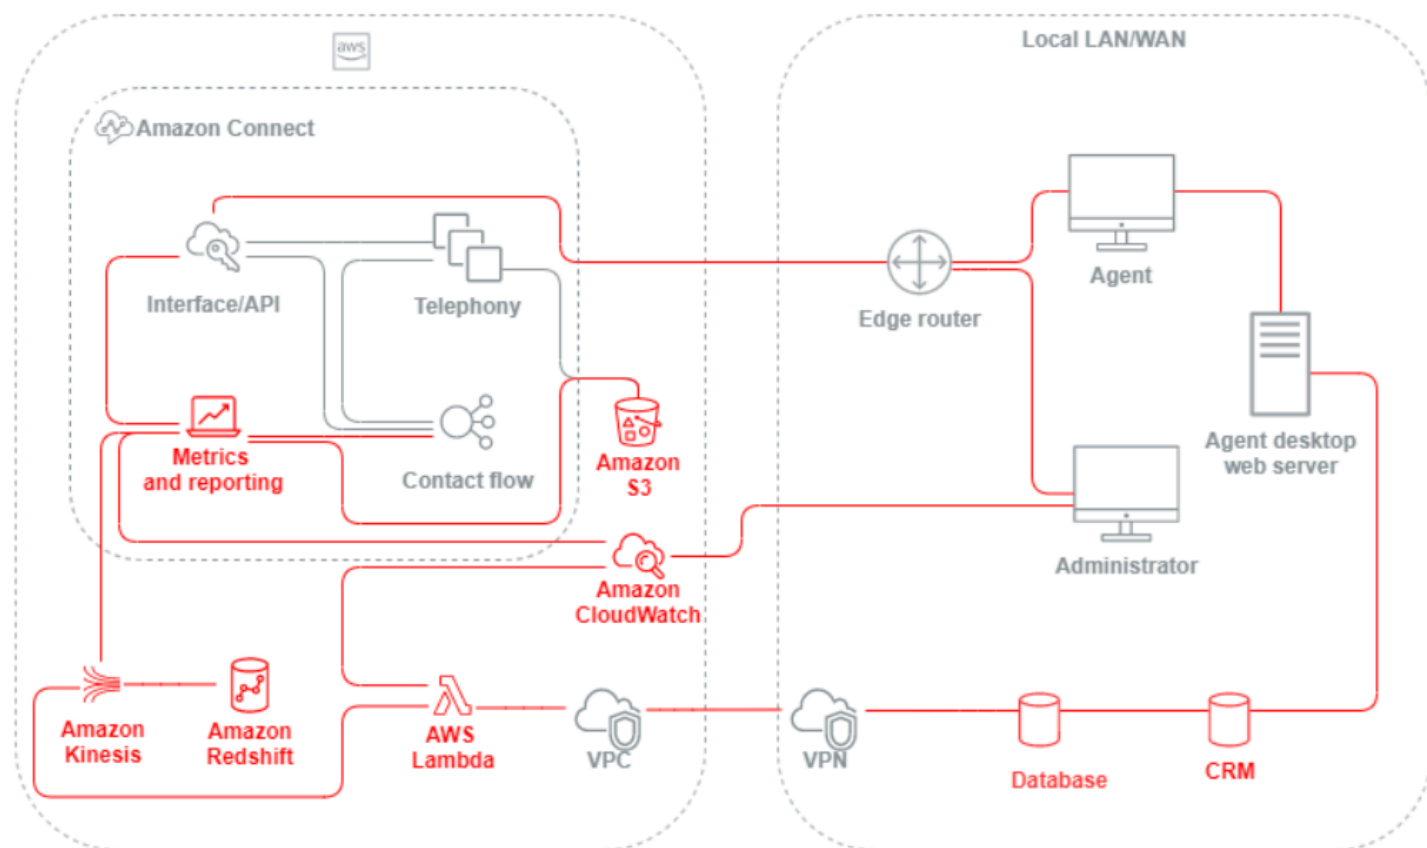 aws
Local LAN/WAN
Amazon Connect
Interface/API
Telephony
Edge router
Agent
Agent desktop
web server
Metrics
and reporting
Contact flow
Amazon
S3
Administrator
Amazon
CloudWatch
Amazon
Kinesis
Amazon
Redshift
AWS
Lambda
VPC
VPN
Database
CRM